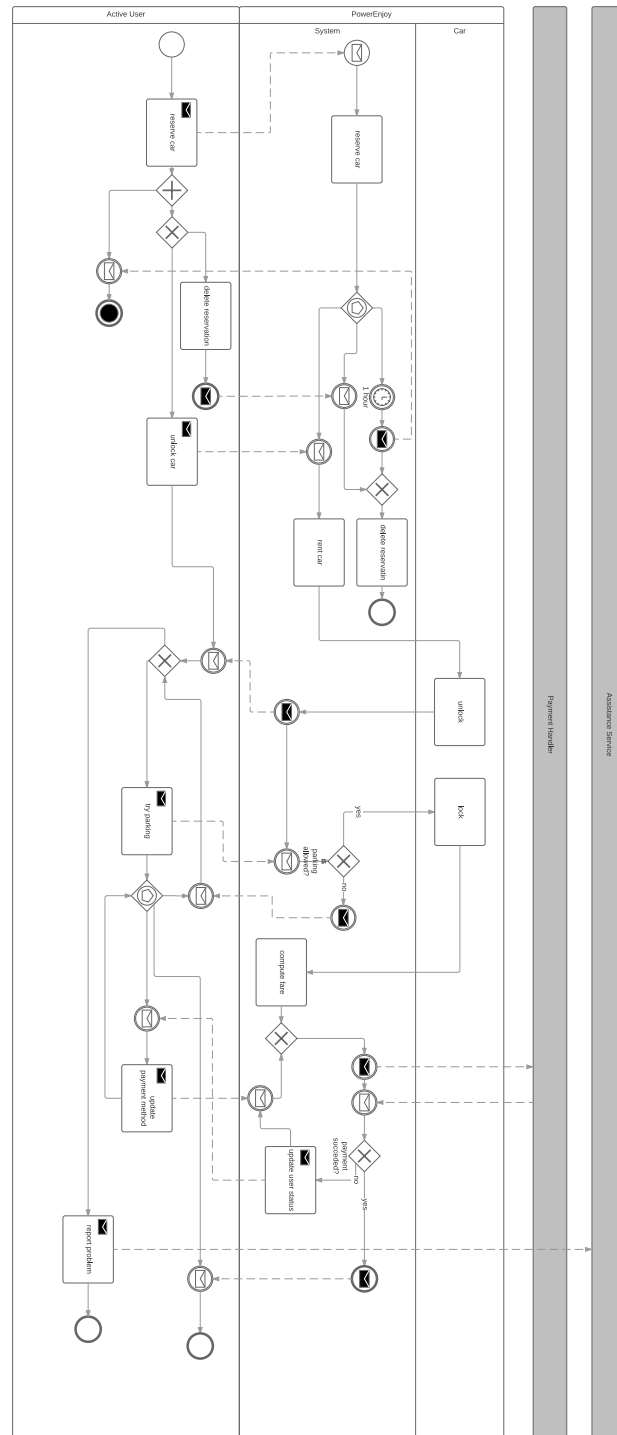 Active User
PowerEnjoy
System
Car
reserve car
reserve car
delete reservation
1 hour
unlock car
rent car
delete reservatin
unlock
Payment Handler
Assistance Service
try parking
parking
allowed?
yes
lock
no
compute fare
update
payment method
payment
succeded?
no
update user status
yes
report problem